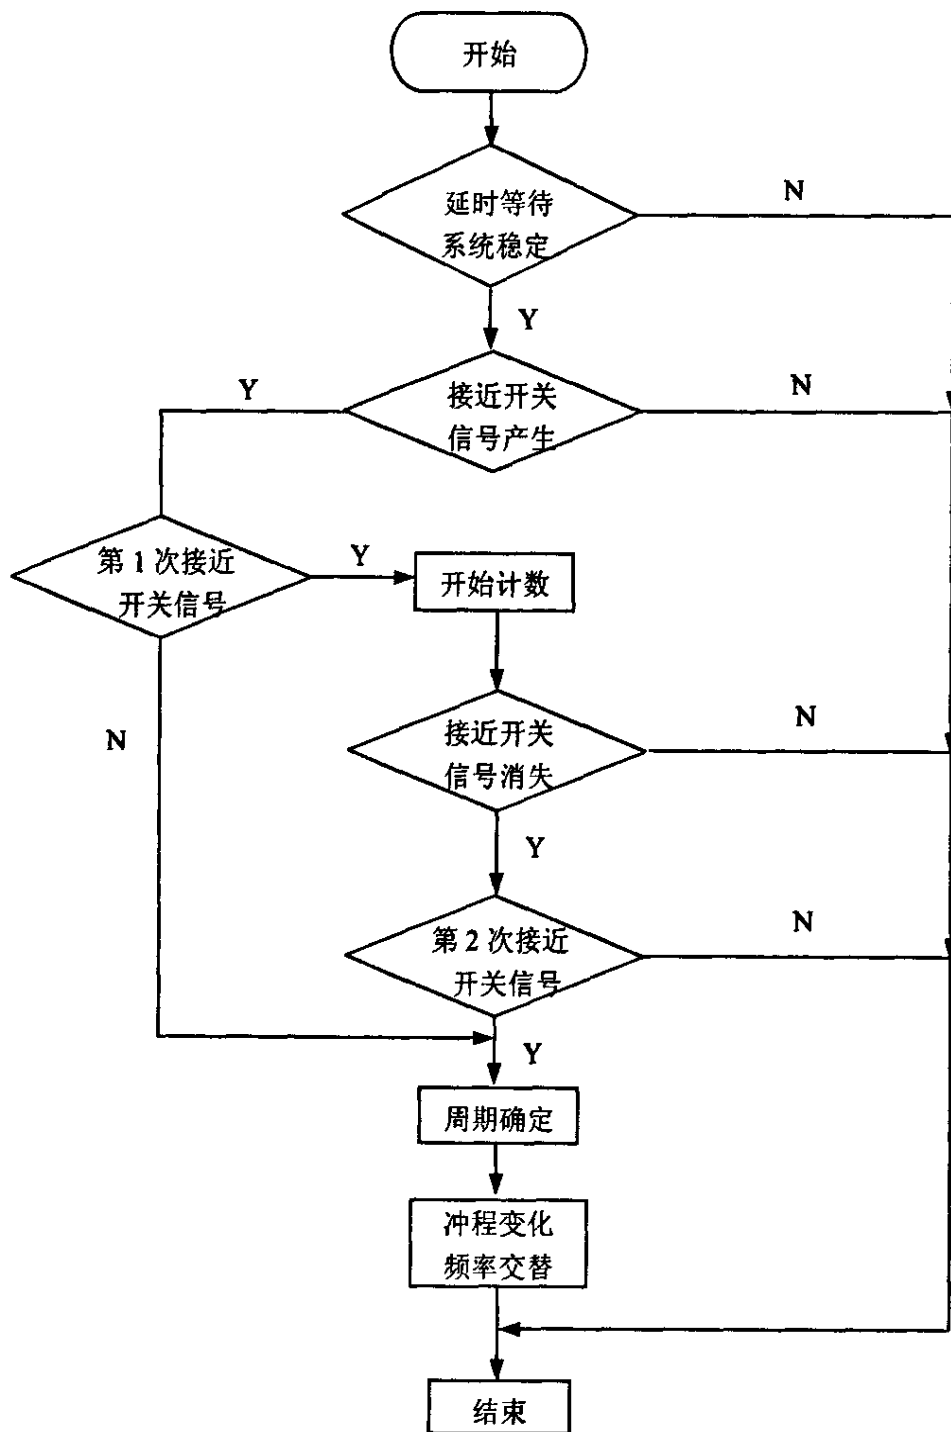 开始
延时等待
系统稳定
N
Y
接近开关
信号产生
Y
N
第1次接近
开关信号
Y
开始计数
N
接近开关
信号消失
N
Y
第2次接近
开关信号
N
Y
周期确定
冲程变化
频率交替
结束